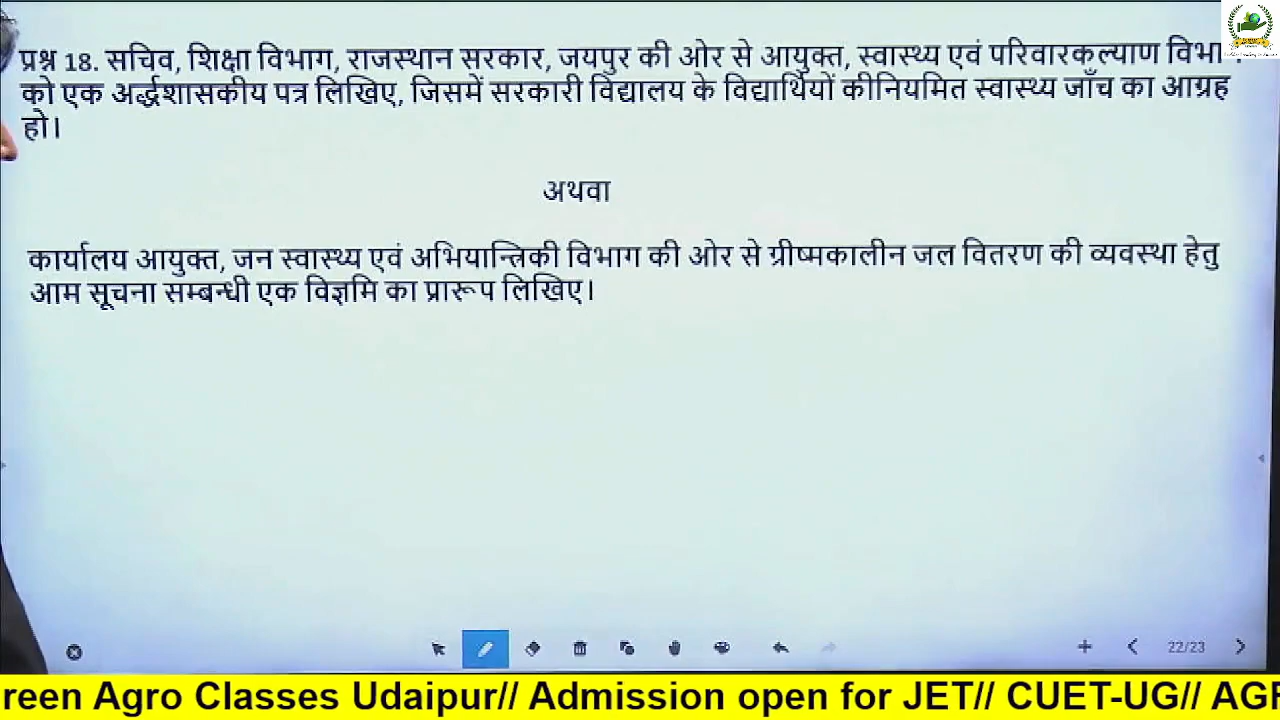 प्रश्न 18. सचिव, शिक्षा विभाग, राजस्थान सरकार, जयपुर की ओर से आयुक्त, स्वास्थ्य एवं परिवारकल्याण विभाग
को एक अर्द्धशासकीय पत्र लिखिए, जिसमें सरकारी विद्यालय के विद्यार्थियों कीनियमित स्वास्थ्य जाँच का आग्रह
हो।
अथवा
कार्यालय आयुक्त, जन स्वास्थ्य एवं अभियान्त्रिकी विभाग की ओर से ग्रीष्मकालीन जल वितरण की व्यवस्था हेतु
आम सूचना सम्बन्धी एक विज्ञमि का प्रारूप लिखिए।
22/23
reen Agro Classes Udaipur// Admission open for JET// CUET-UG// AGR